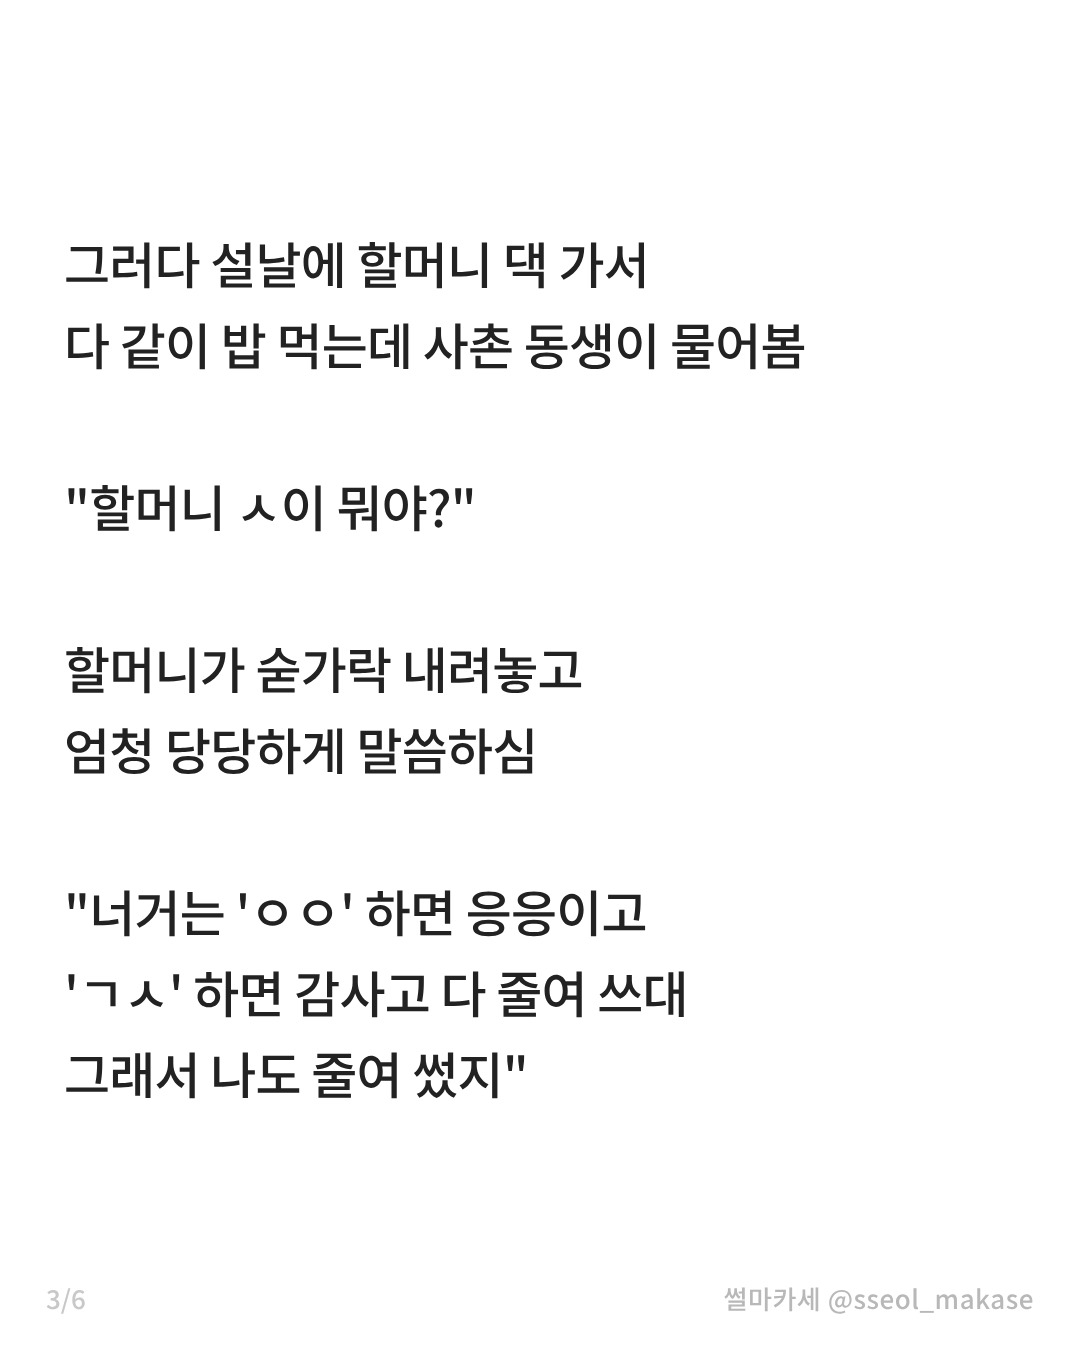 그러다 설날에 할머니 댁 가서
다 같이 밥 먹는데 사촌 동생이 물어봄
"할머니 ㅅ이 뭐야?"
할머니가 숟가락 내려놓고
엄청 당당하게 말씀하심
"너거는 'ㅇㅇ' 하면 응응이고
'ㄱㅅ' 하면 감사고 다 줄여 쓰대
그래서 나도 줄여 썼지"
3/6
썰마카세 @sseol_makase